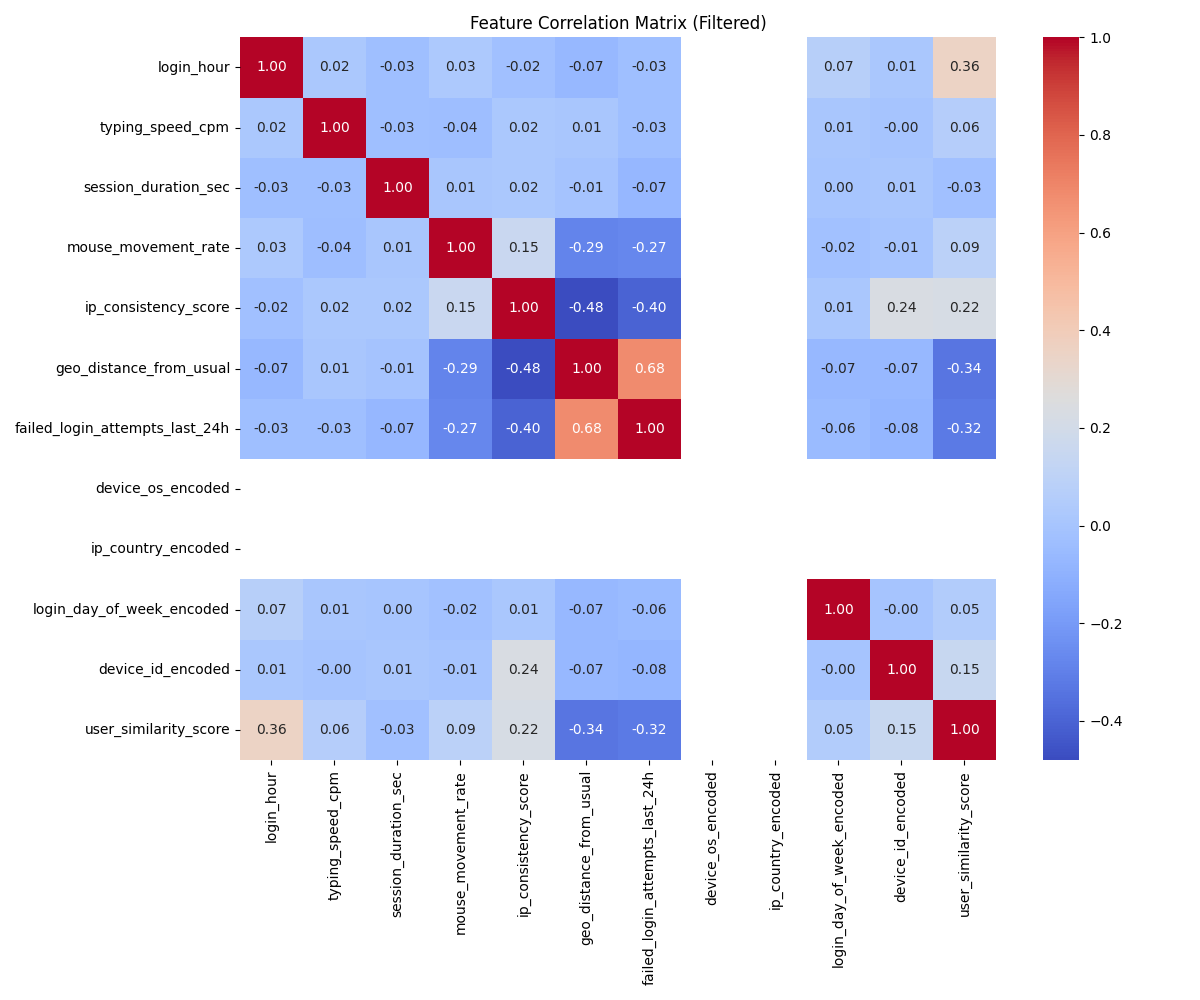 Feature Correlation Matrix (Filtered)
login_hour 1.00 0.02 -0.03 0.03 -0.02 -0.07 -0.03 0.07 0.01 0.36
typing_speed_cpm 0.02 1.00 -0.03 -0.04 0.02 0.01 -0.03 0.01 -0.00 0.06
session_duration_sec -0.03 -0.03 1.00 0.01 0.02 -0.01 -0.07 0.00 0.01 -0.03
mouse_movement_rate 0.03 -0.04 0.01 1.00 0.15 -0.29 -0.27 -0.02 -0.01 0.09
ip_consistency_score -0.02 0.02 0.02 0.15 1.00 -0.48 -0.40 0.01 0.24 0.22
geo_distance_from_usual -0.07 0.01 -0.01 -0.29 -0.48 1.00 0.68 -0.07 -0.07 -0.34
failed_login_attempts_last_24h -0.03 -0.03 -0.07 -0.27 -0.40 0.68 1.00 -0.06 -0.08 -0.32
device_os_encoded
ip_country_encoded
login_day_of_week_encoded 0.07 0.01 0.00 -0.02 0.01 -0.07 -0.06 1.00 -0.00 0.05
device_id_encoded 0.01 -0.00 0.01 -0.01 0.24 -0.07 -0.08 -0.00 1.00 0.15
user_similarity_score 0.36 0.06 -0.03 0.09 0.22 -0.34 -0.32 0.05 0.15 1.00
login_hour
typing_speed_cpm
session_duration_sec
mouse_movement_rate
ip_consistency_score
geo_distance_from_usual
failed_login_attempts_last_24h
device_os_encoded
ip_country_encoded
login_day_of_week_encoded
device_id_encoded
user_similarity_score
1.0
0.8
0.6
0.4
0.2
0.0
−0.2
−0.4